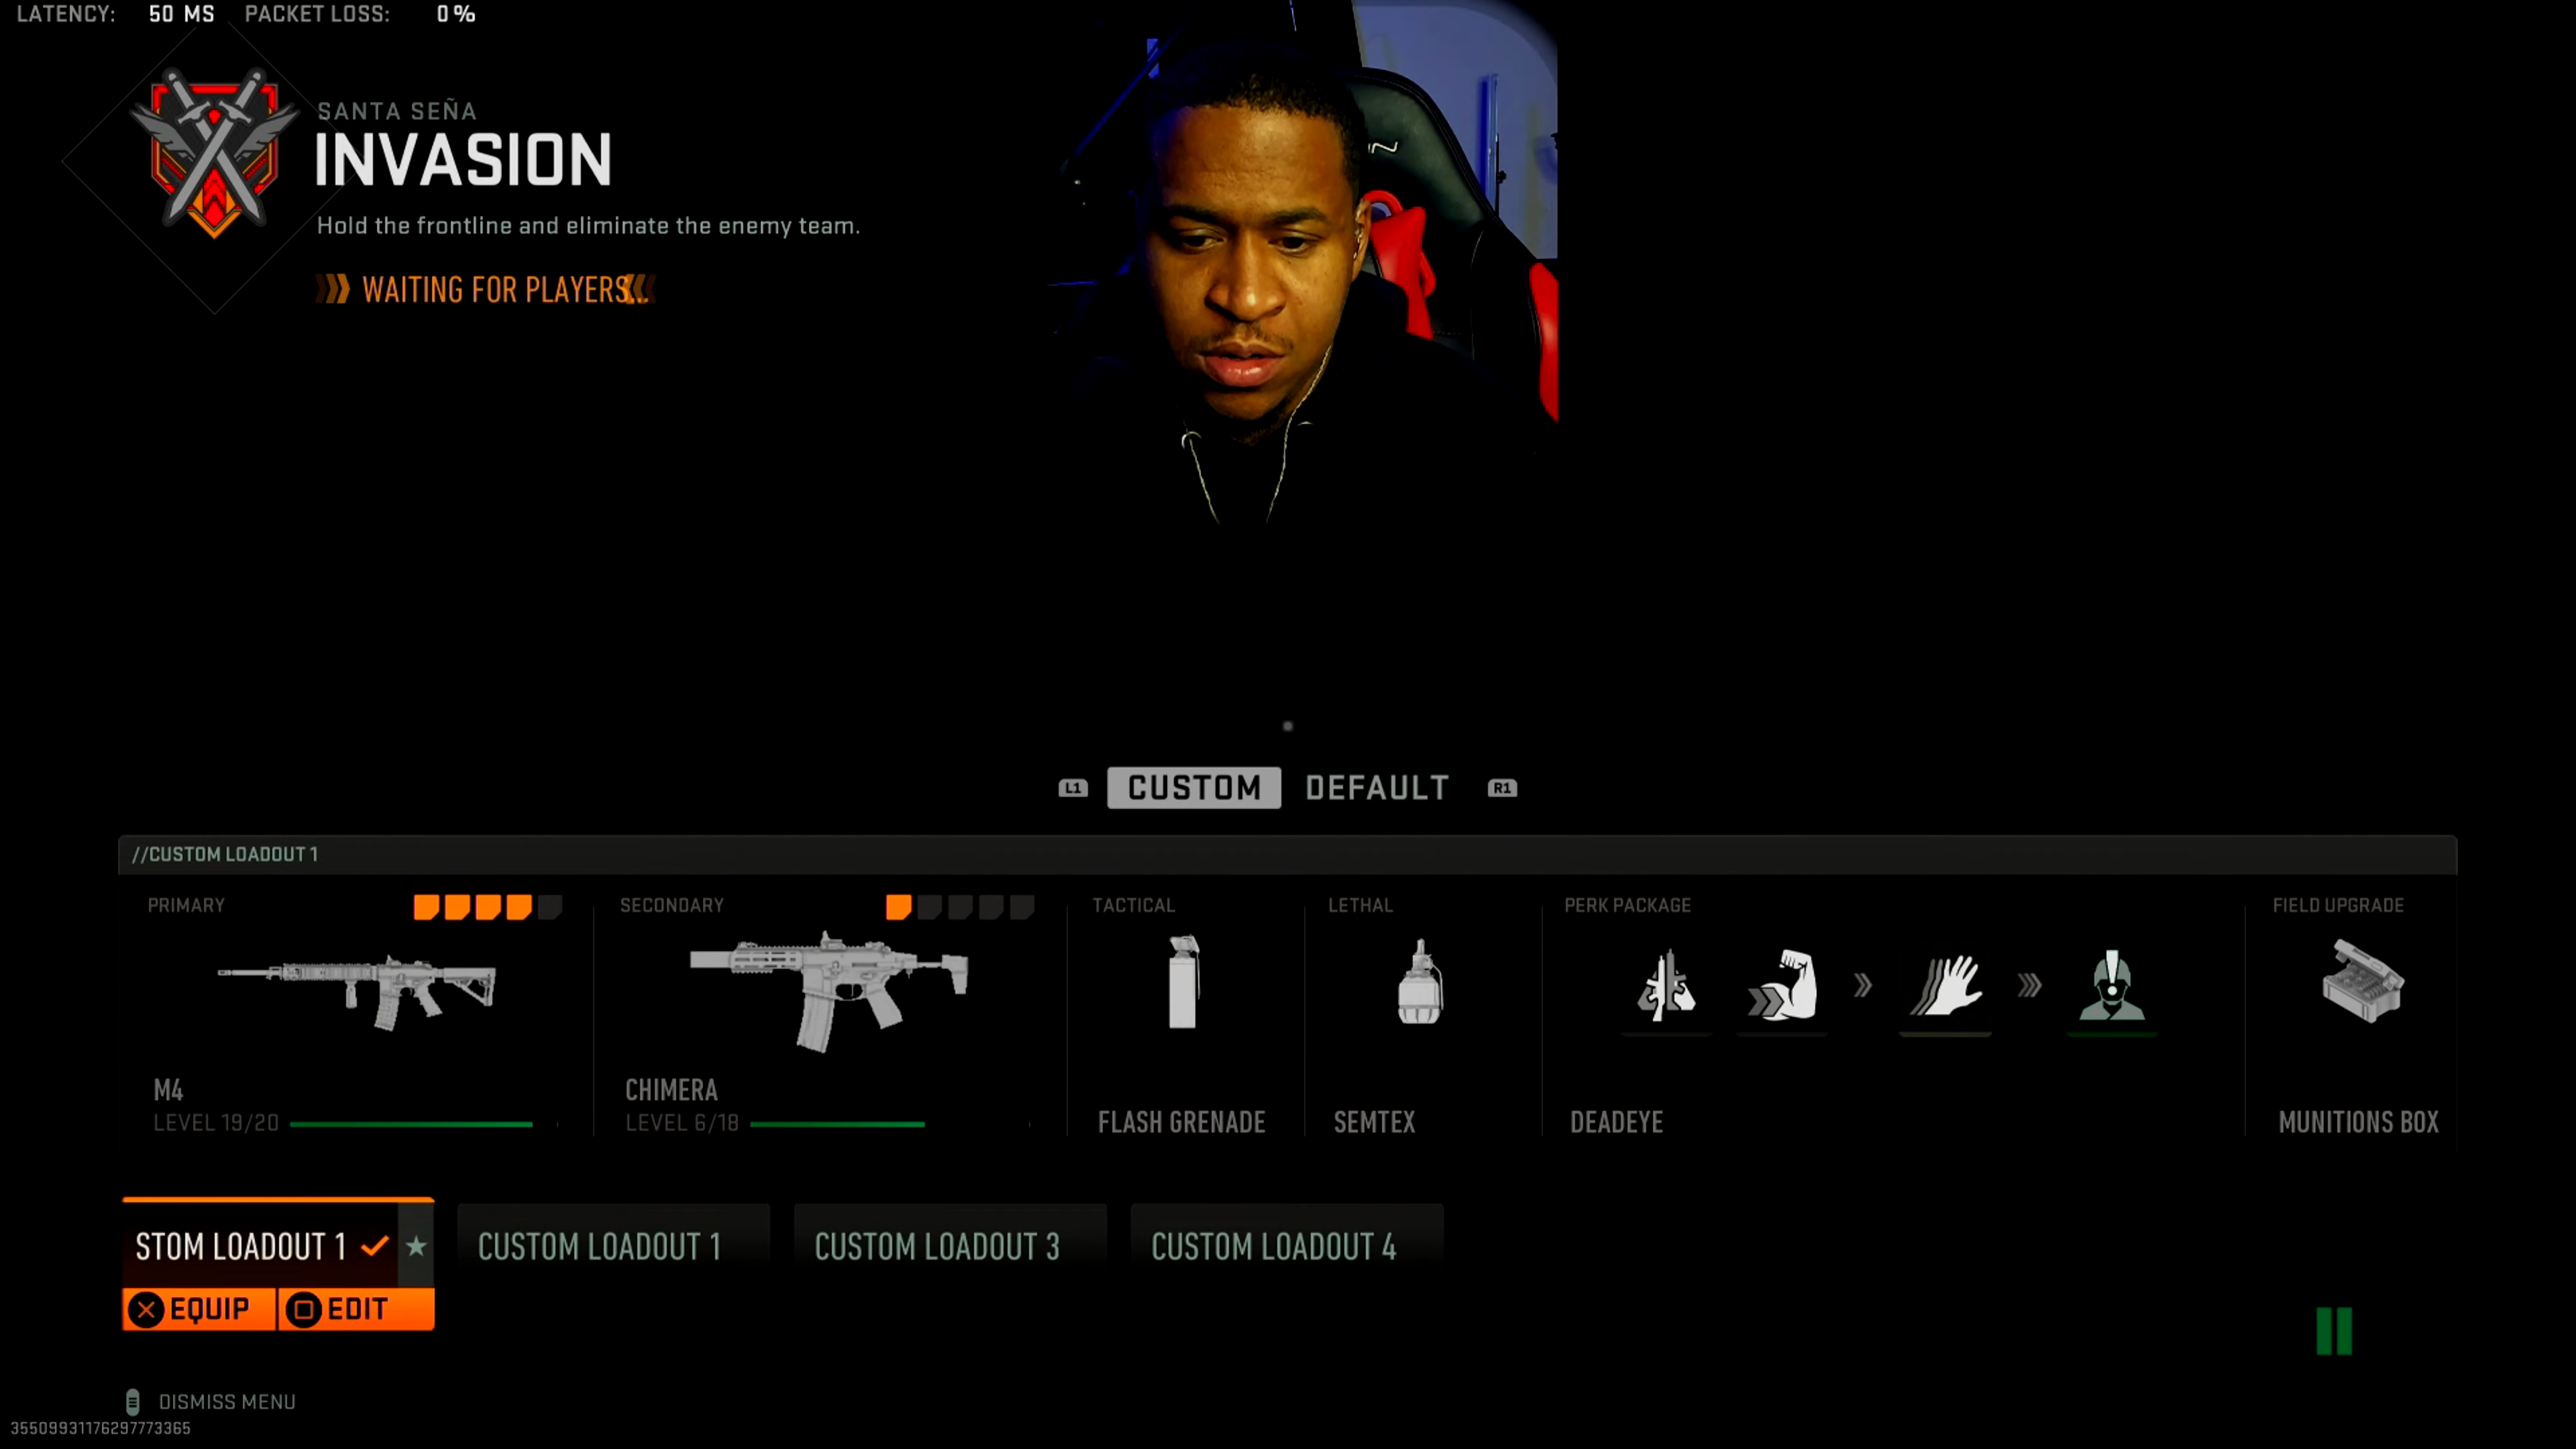 LATENCY: 50 MS PACKET LOSS: 0%
SANTA SEÑA
INVASION
Hold the frontline and eliminate the enemy team.
WAITING FOR PLAYERS...
L1 CUSTOM DEFAULT R1
//CUSTOM LOADOUT 1
PRIMARY SECONDARY TACTICAL LETHAL PERK PACKAGE FIELD UPGRADE
M4 CHIMERA
LEVEL 19/20 LEVEL 6/18 FLASH GRENADE SEMTEX DEADEYE MUNITIONS BOX
STOM LOADOUT 1 CUSTOM LOADOUT 1 CUSTOM LOADOUT 3 CUSTOM LOADOUT 4
EQUIP EDIT
DISMISS MENU
35509931176297773365